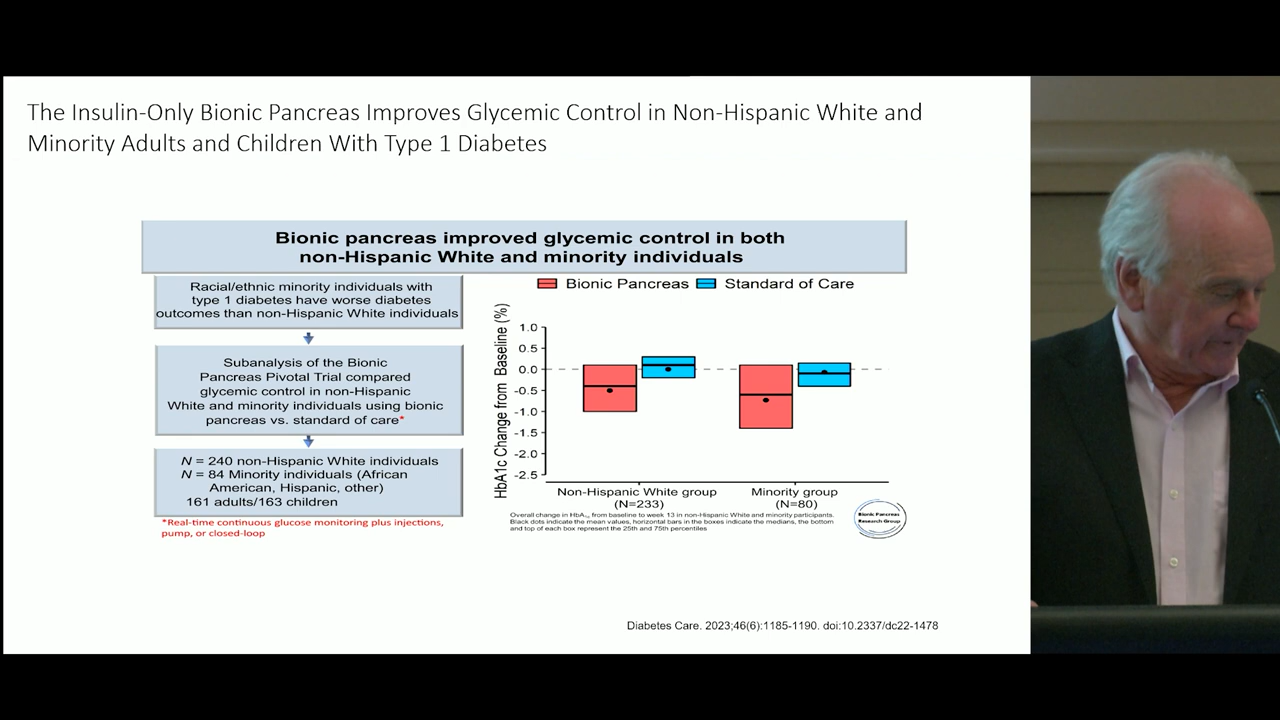 The Insulin-Only Bionic Pancreas Improves Glycemic Control in Non-Hispanic White and
Minority Adults and Children With Type 1 Diabetes
Bionic pancreas improved glycemic control in both
non-Hispanic White and minority individuals
Racial/ethnic minority individuals with
type 1 diabetes have worse diabetes
outcomes than non-Hispanic White individuals
Subanalysis of the Bionic
Pancreas Pivotal Trial compared
glycemic control in non-Hispanic
White and minority individuals using bionic
pancreas vs. standard of care*
N = 240 non-Hispanic White individuals
N = 84 Minority individuals (African
American, Hispanic, other)
161 adults/163 children
*Real-time continuous glucose monitoring plus injections,
pump, or closed-loop
Bionic Pancreas
Standard of Care
HbA1c Change from Baseline (%)
1.0
0.5
0.0
-0.5
-1.0
-1.5
-2.0
-2.5
Non-Hispanic White group
(N=233)
Minority group
(N=80)
Overall change in HbA1c from baseline to week 13 in non-Hispanic White and minority participants.
Black dots indicate the mean values, horizontal bars in the boxes indicate the medians, the bottom
and top of each box represent the 25th and 75th percentiles
Bionic Pancreas
Research Group
Diabetes Care. 2023;46(6):1185-1190. doi:10.2337/dc22-1478